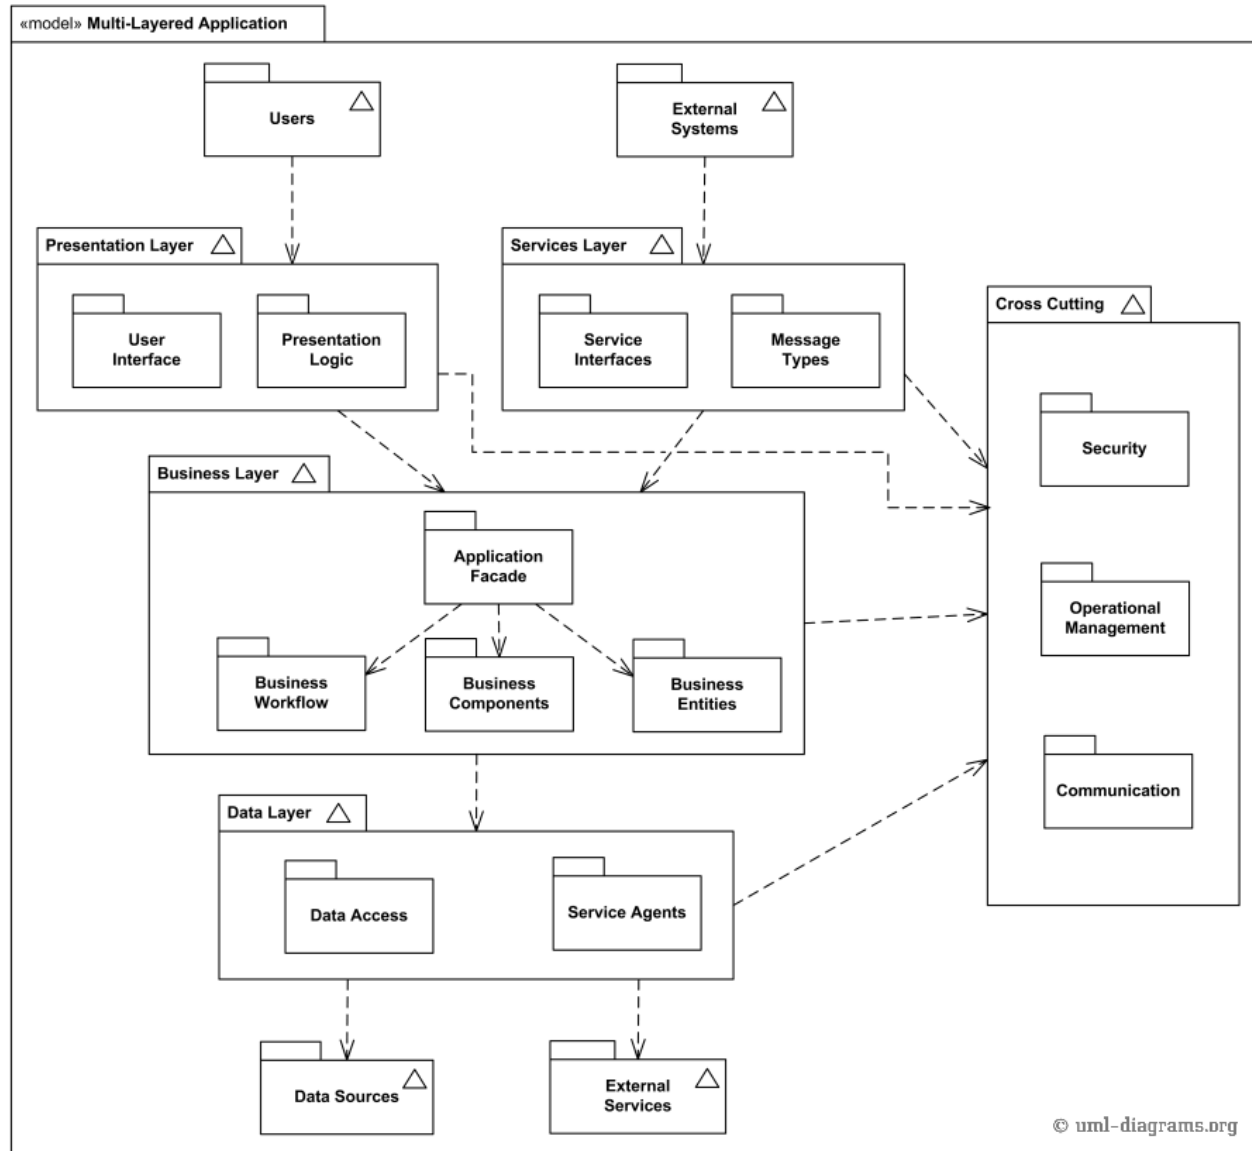 «model» Multi-Layered Application
Users
External
Systems
Presentation Layer
User
Interface
Presentation
Logic
Services Layer
Service
Interfaces
Message
Types
Cross Cutting
Security
Operational
Management
Communication
Business Layer
Application
Facade
Business
Workflow
Business
Components
Business
Entities
Data Layer
Data Access
Service Agents
Data Sources
External
Services
© uml-diagrams.org